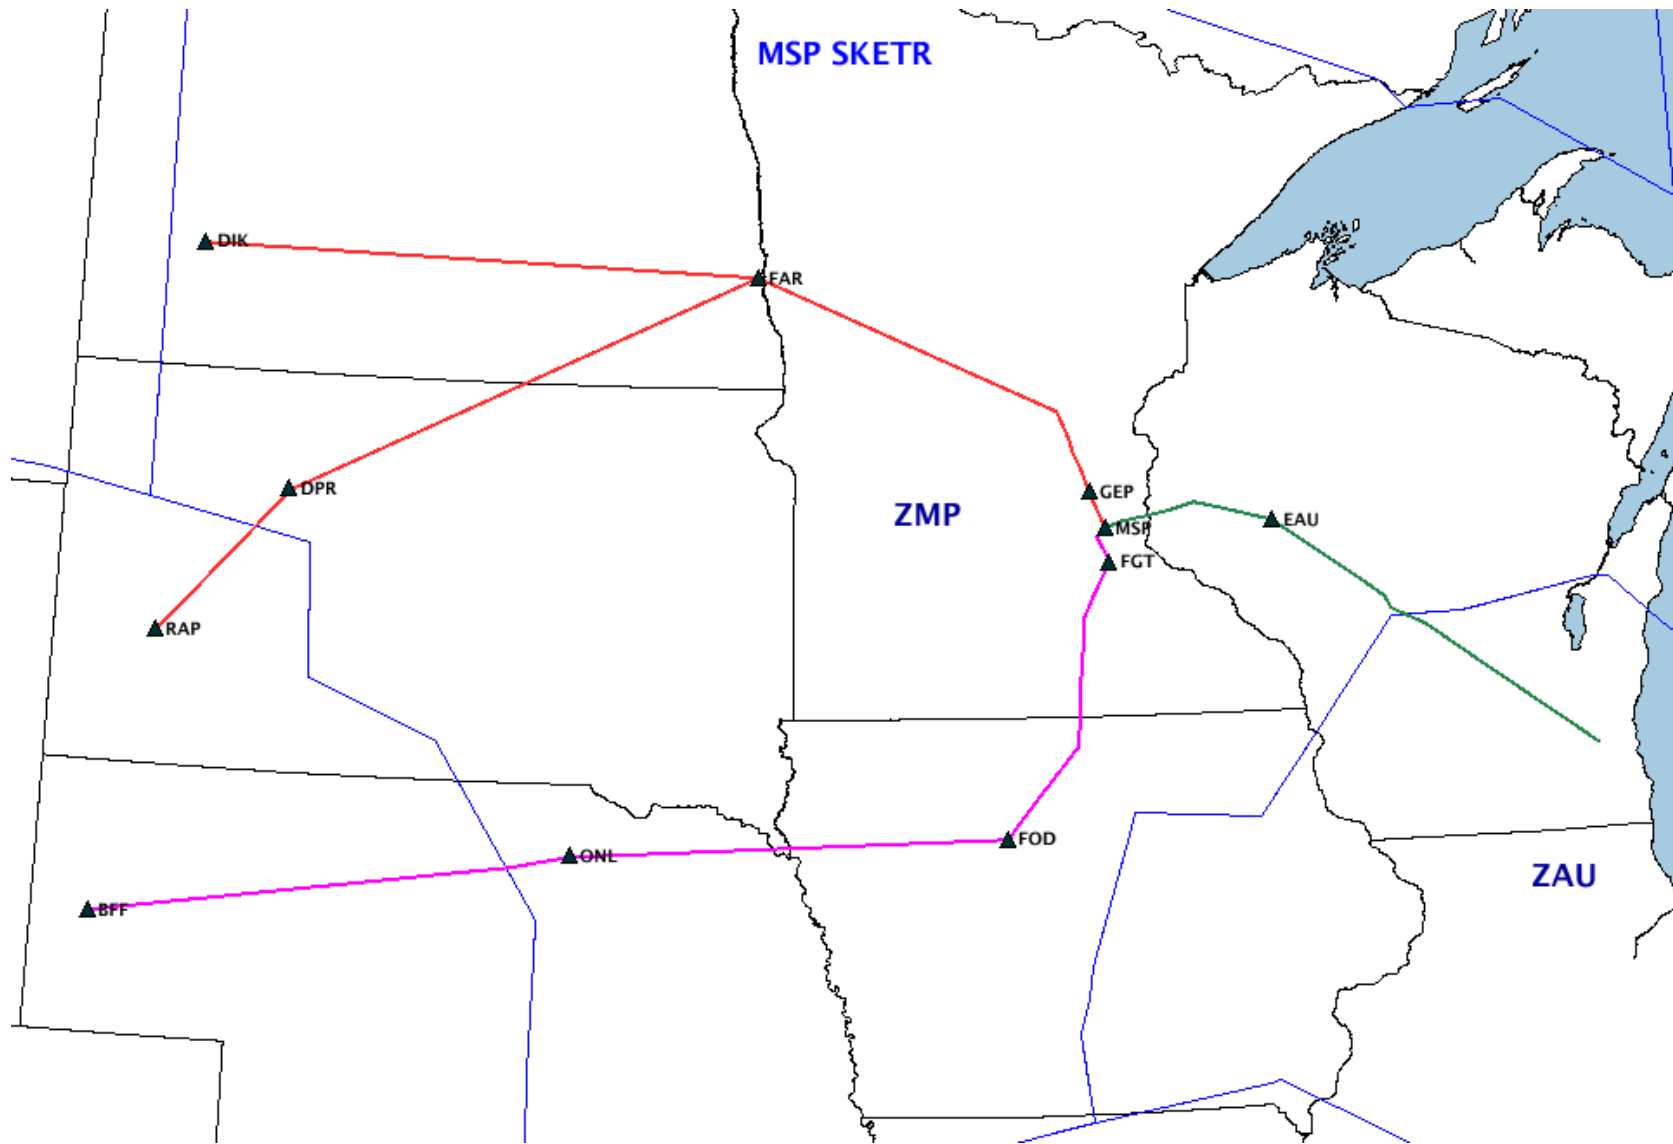 MSP SKETR
DIK
FAR
DPR
GEP
ZMP
MSP
EAU
FGT
RAP
FOD
ONL
ZAU
BFF